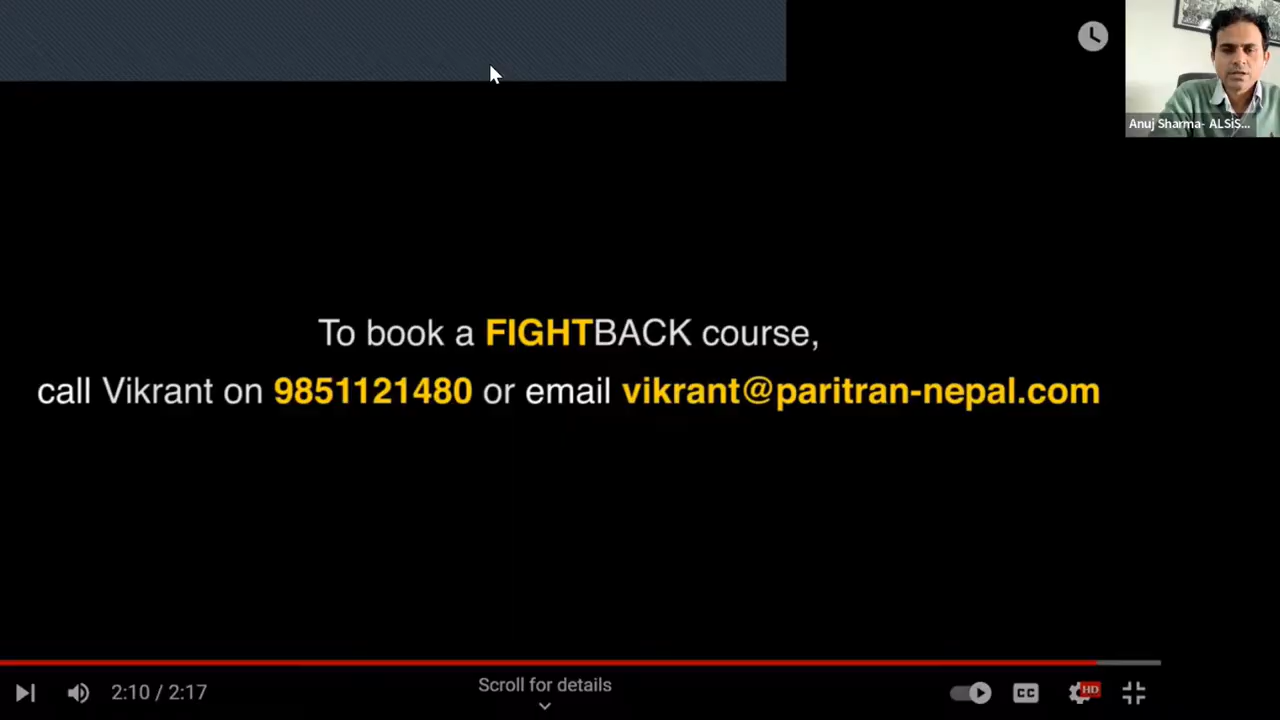 Anuj Sharma- ALSiS...
To book a FIGHTBACK course,
call Vikrant on 9851121480 or email vikrant@paritran-nepal.com
2:10 / 2:17
Scroll for details
CC
HD